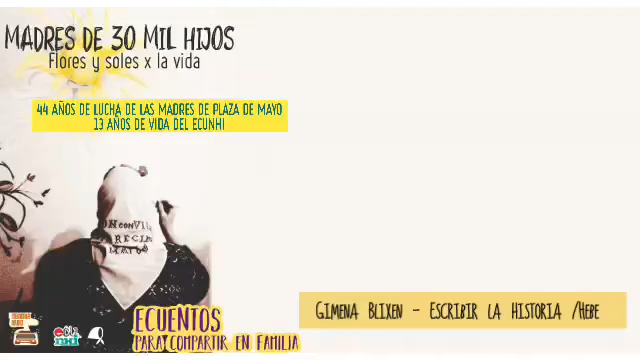 MADRES DE 30 MIL HIJOS
Flores y soles x la vida
44 AÑOS DE LUCHA DE LAS MADRES DE PLAZA DE MAYO
13 AÑOS DE VIDA DEL ECUNHI
ECUENTOS
PARA COMPARTIR EN FAMILIA
GIMENA BLIXEN - ESCRIBIR LA HISTORIA /HEBE